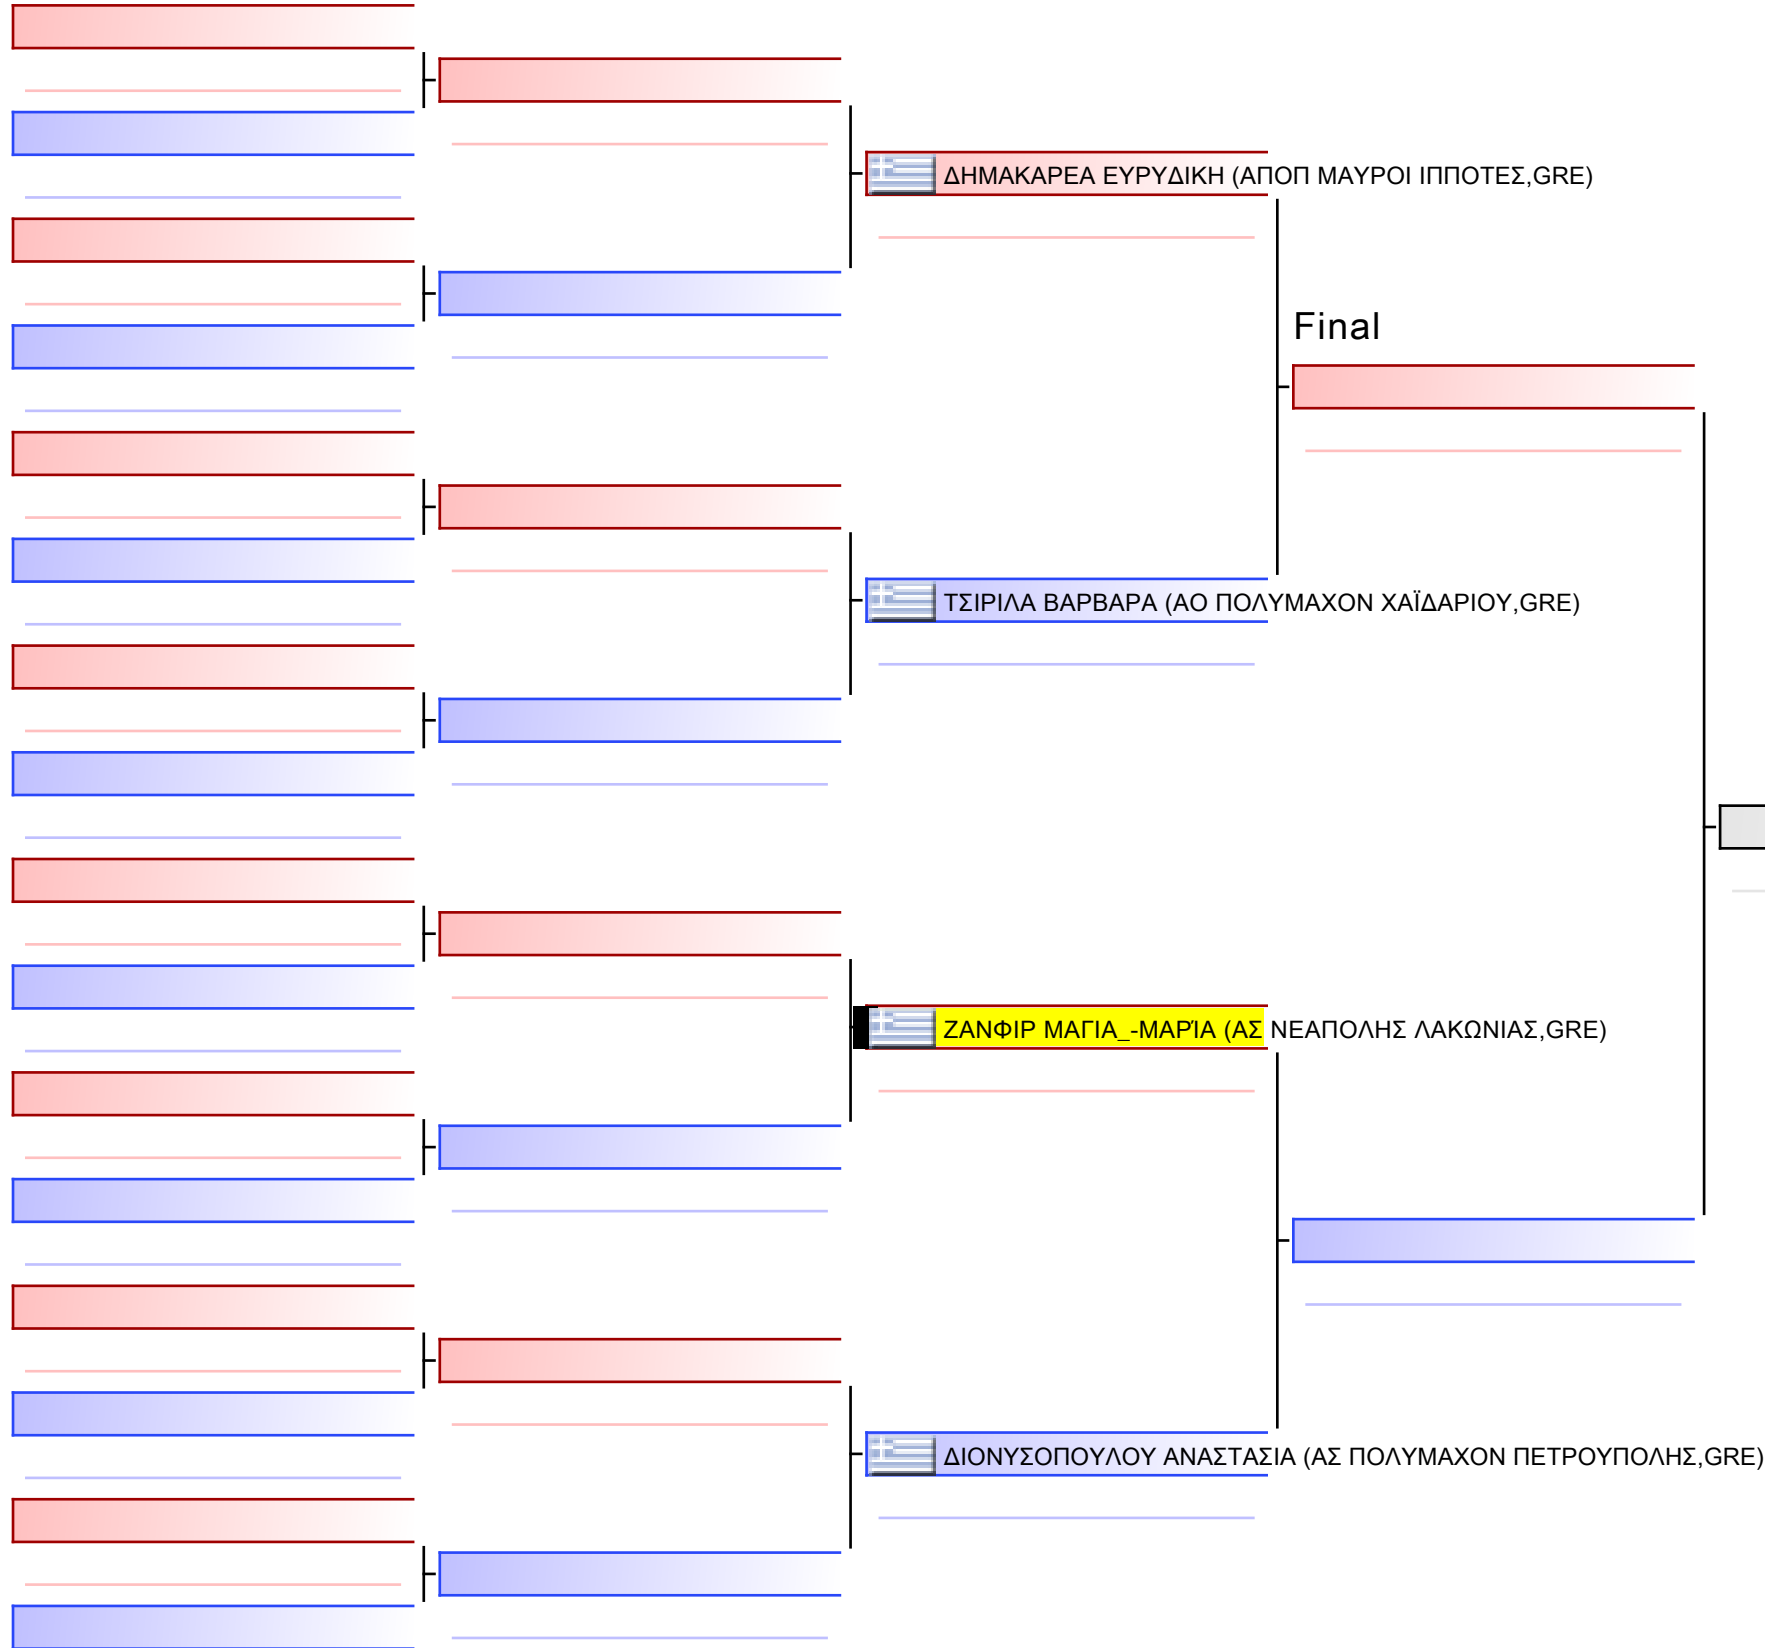 ΔΗΜΑΚΑΡΕΑ ΕΥΡΥΔΙΚΗ (ΑΠΟΠ ΜΑΥΡΟΙ ΙΠΠΟΤΕΣ,GRE)
Final
ΤΣΙΡΙΛΑ ΒΑΡΒΑΡΑ (ΑΟ ΠΟΛΥΜΑΧΟΝ ΧΑΪΔΑΡΙΟΥ,GRE)
ΖΑΝΦΙΡ ΜΑΓΙΑ_-ΜΑΡΊΑ (ΑΣ ΝΕΑΠΟΛΗΣ ΛΑΚΩΝΙΑΣ,GRE)
ΔΙΟΝΥΣΟΠΟΥΛΟΥ ΑΝΑΣΤΑΣΙΑ (ΑΣ ΠΟΛΥΜΑΧΟΝ ΠΕΤΡΟΥΠΟΛΗΣ,GRE)